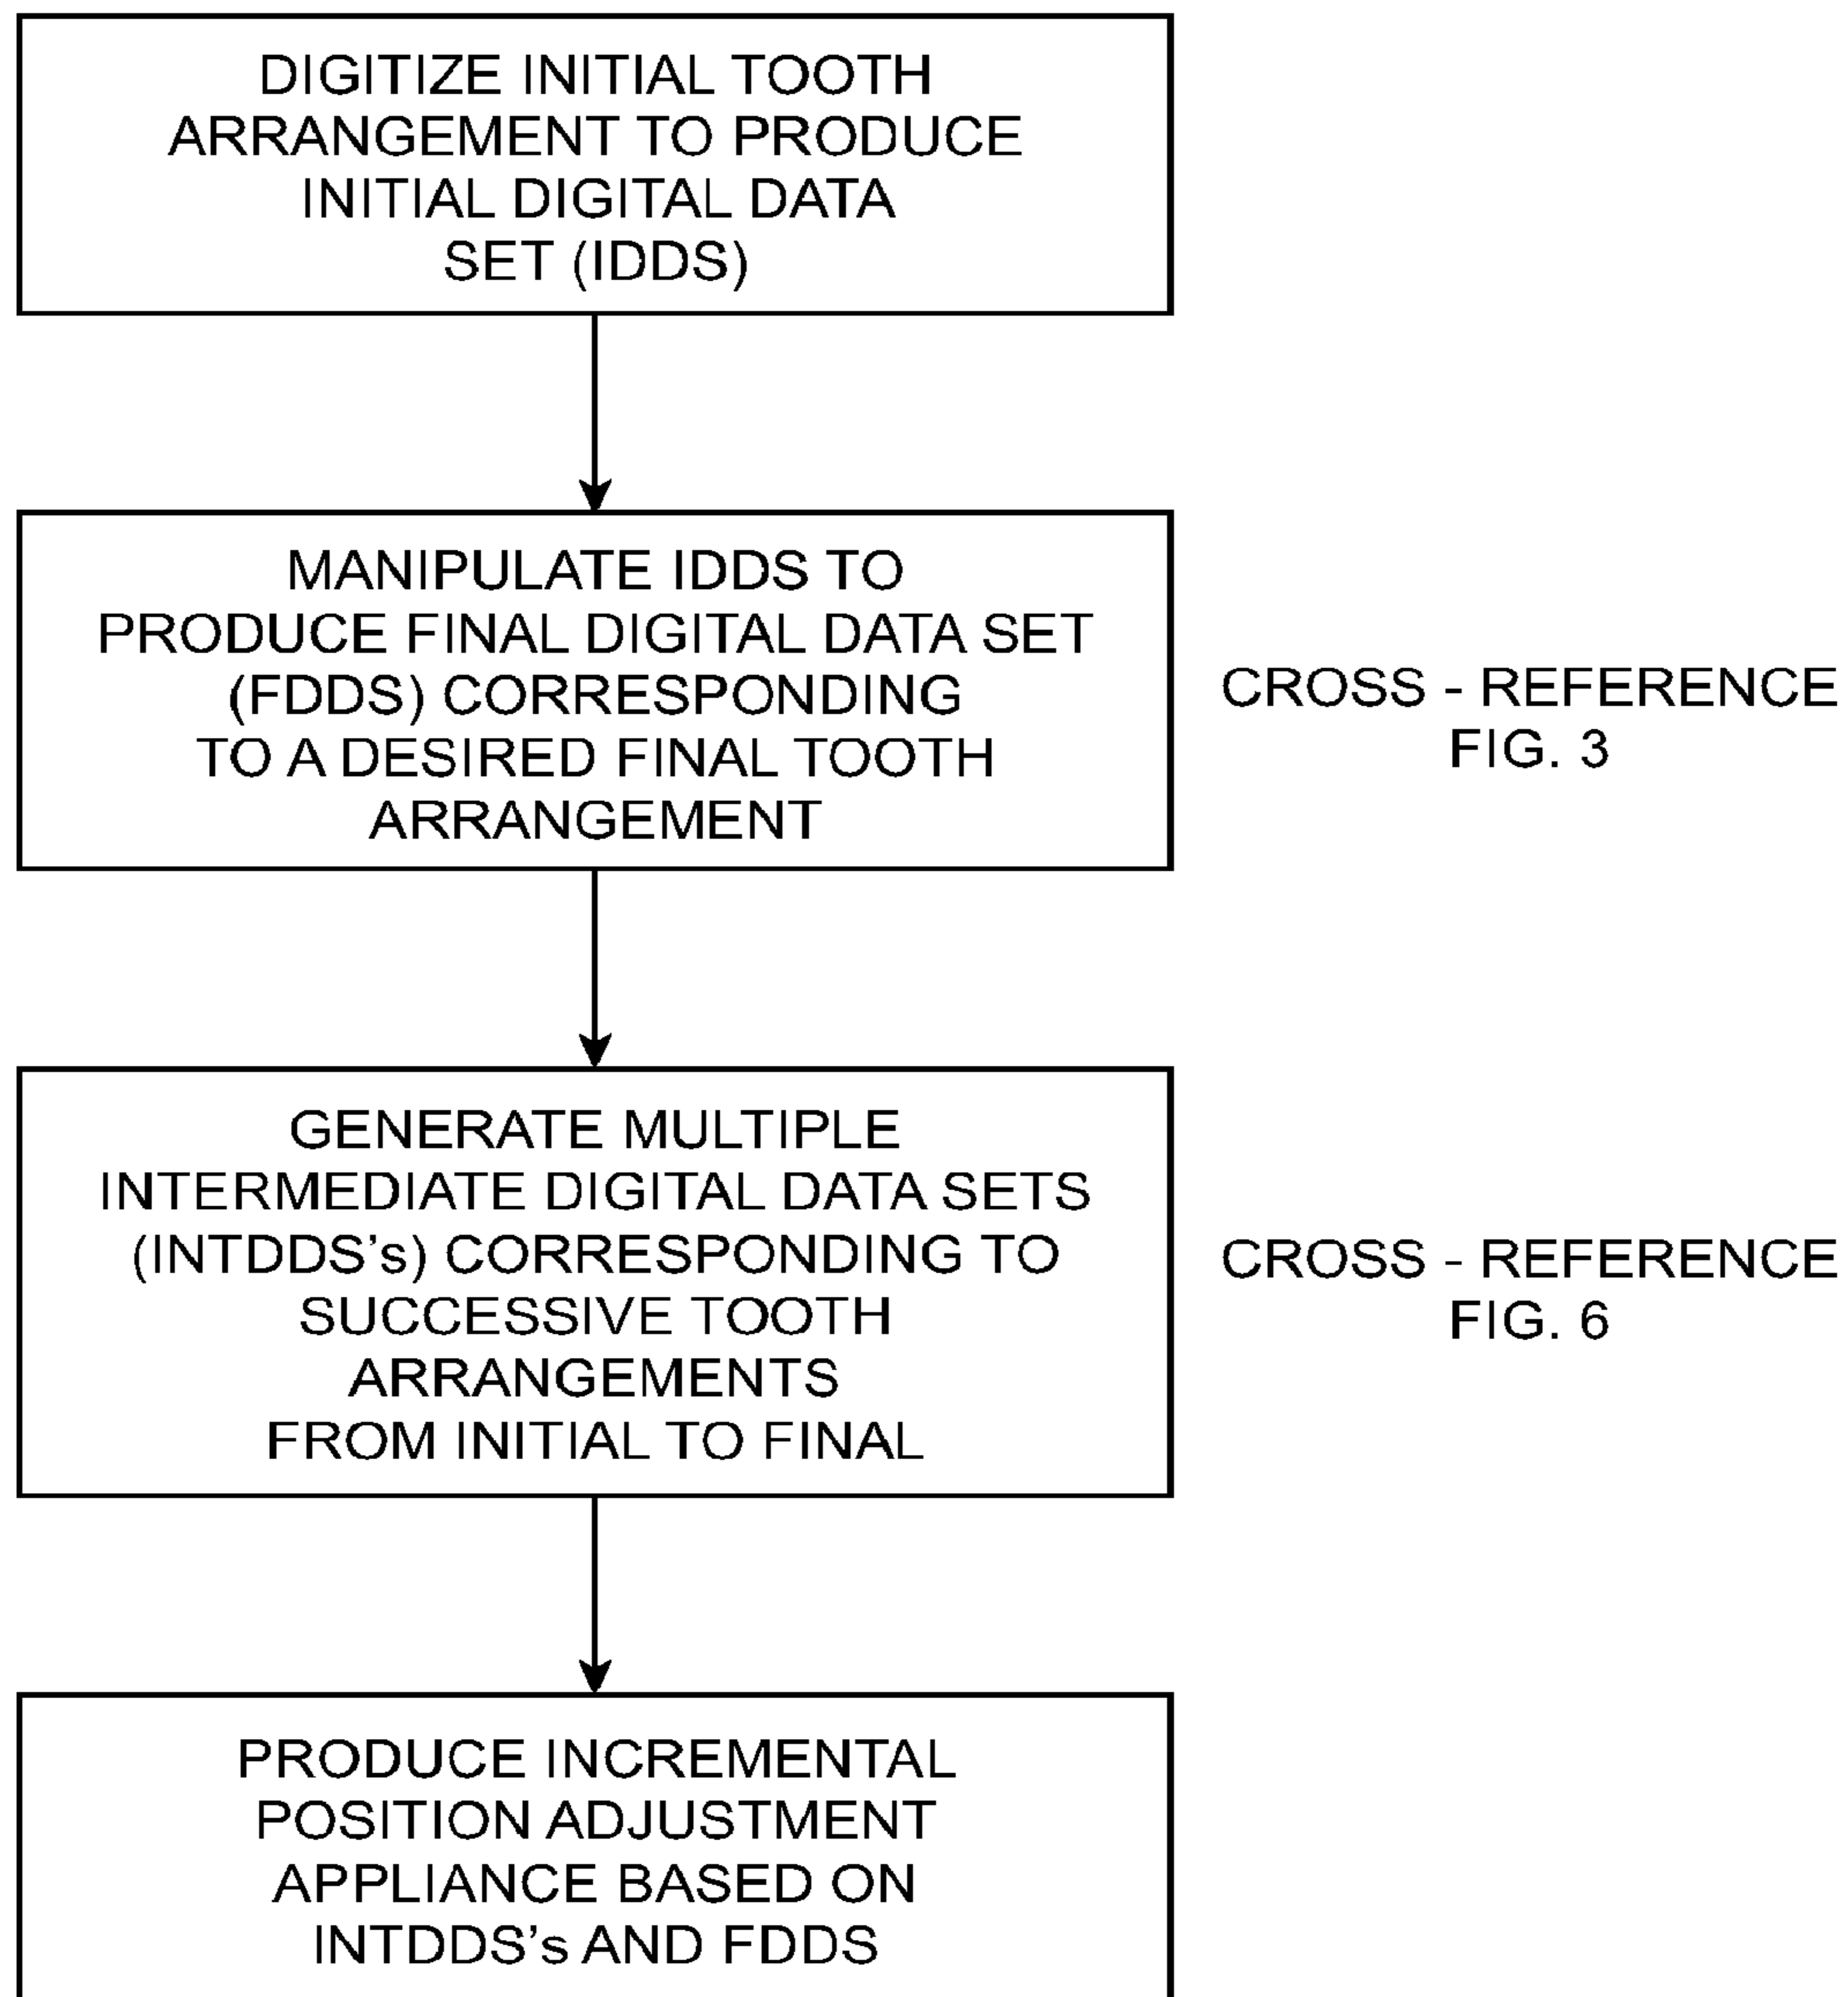 DIGITIZE INITIAL TOOTH
ARRANGEMENT TO PRODUCE
INITIAL DIGITAL DATA
SET (IDDS)
MANIPULATE IDDS TO
PRODUCE FINAL DIGITAL DATA SET
(FDDS) CORRESPONDING
TO A DESIRED FINAL TOOTH
ARRANGEMENT
CROSS - REFERENCE
FIG. 3
GENERATE MULTIPLE
INTERMEDIATE DIGITAL DATA SETS
(INTDDS's) CORRESPONDING TO
SUCCESSIVE TOOTH
ARRANGEMENTS
FROM INITIAL TO FINAL
CROSS - REFERENCE
FIG. 6
PRODUCE INCREMENTAL
POSITION ADJUSTMENT
APPLIANCE BASED ON
INTDDS's AND FDDS